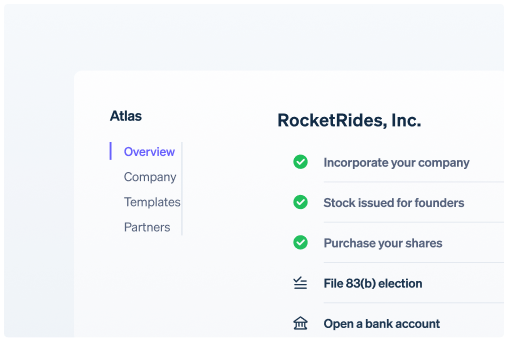 Atlas
Overview
Company
Templates
Partners
RocketRides, Inc.
Incorporate your company
Stock issued for founders
Purchase your shares
File 83(b) election
Open a bank account